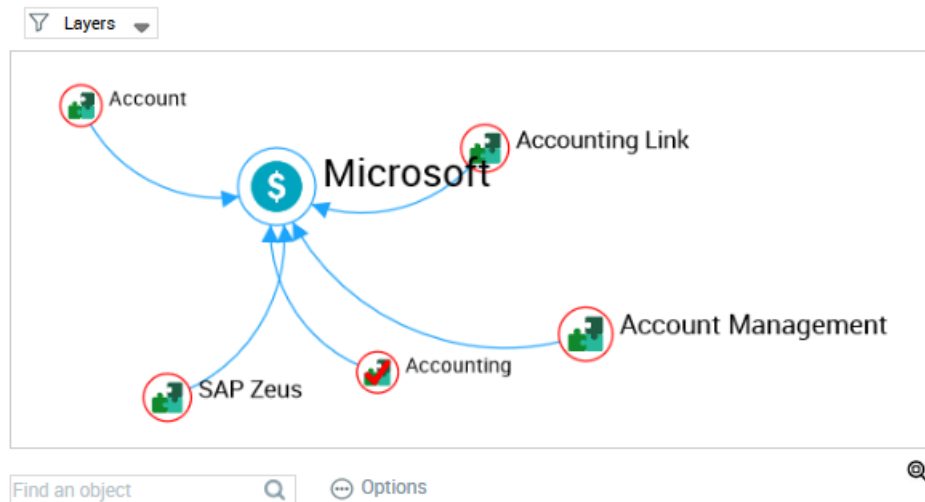 Layers
Account
Accounting Link
$
Microsoft
Account Management
Accounting
SAP Zeus
Find an object
Options